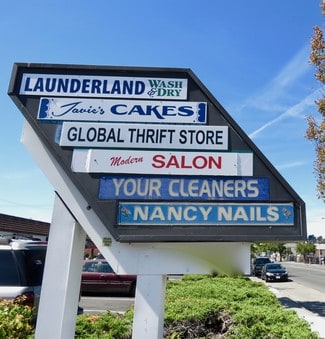 LAUNDERLAND WASH & DRY
Javie's CAKES
GLOBAL THRIFT STORE
Modern SALON
YOUR CLEANERS
NANCY NAILS